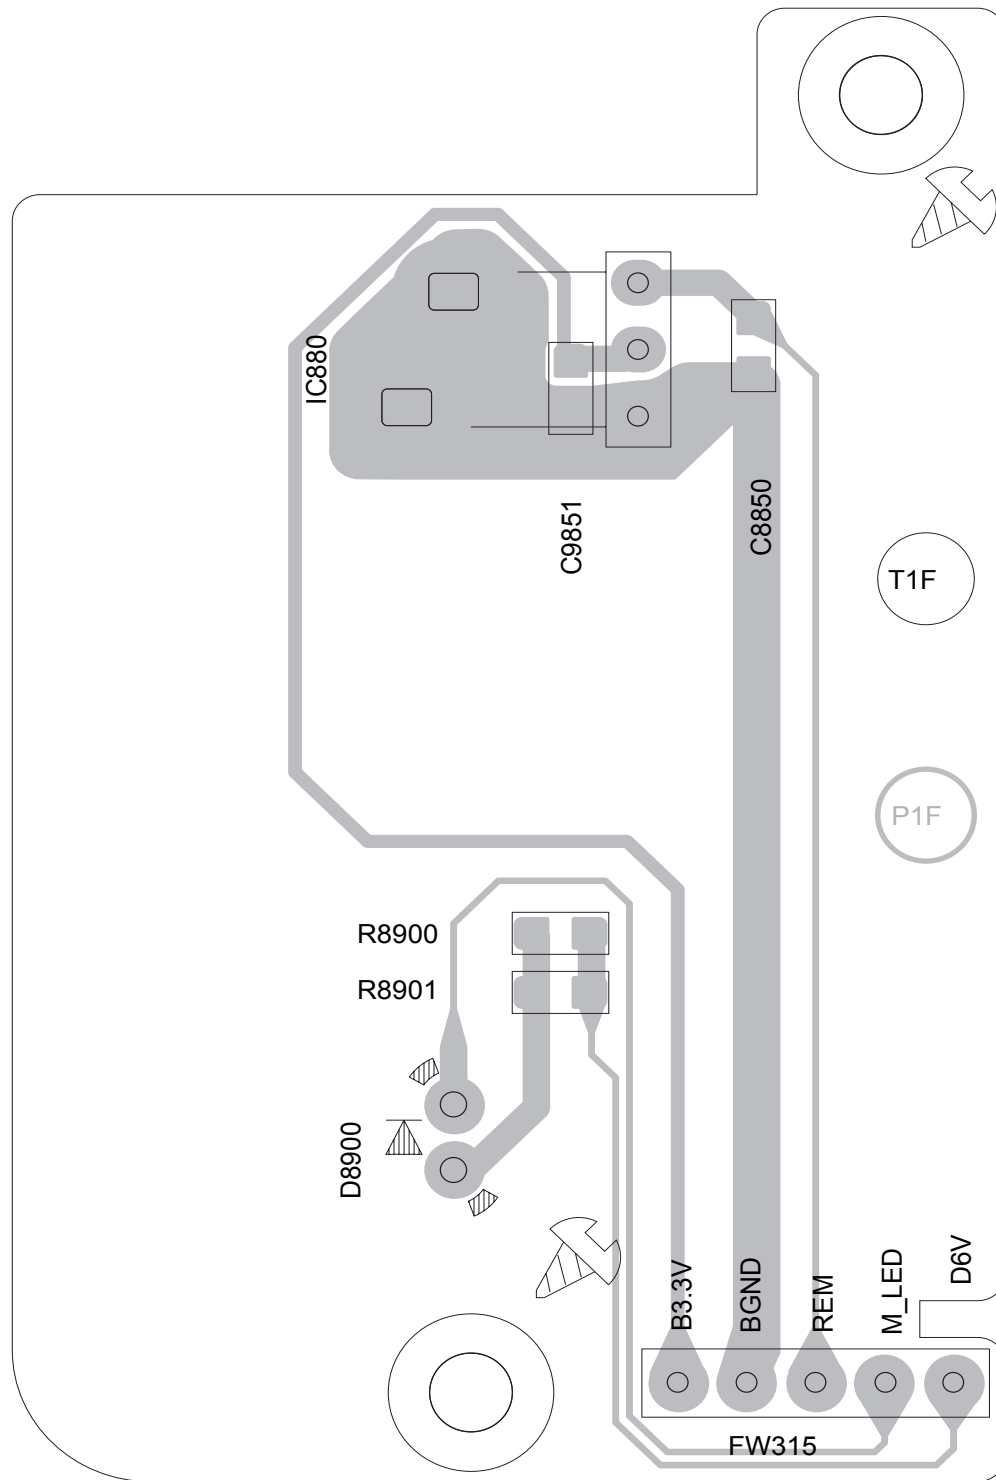 IC880
C9851
C8850
T1F
P1F
R8900
R8901
D8900
B3.3V
BGND
REM
M_LED
D6V
FW315